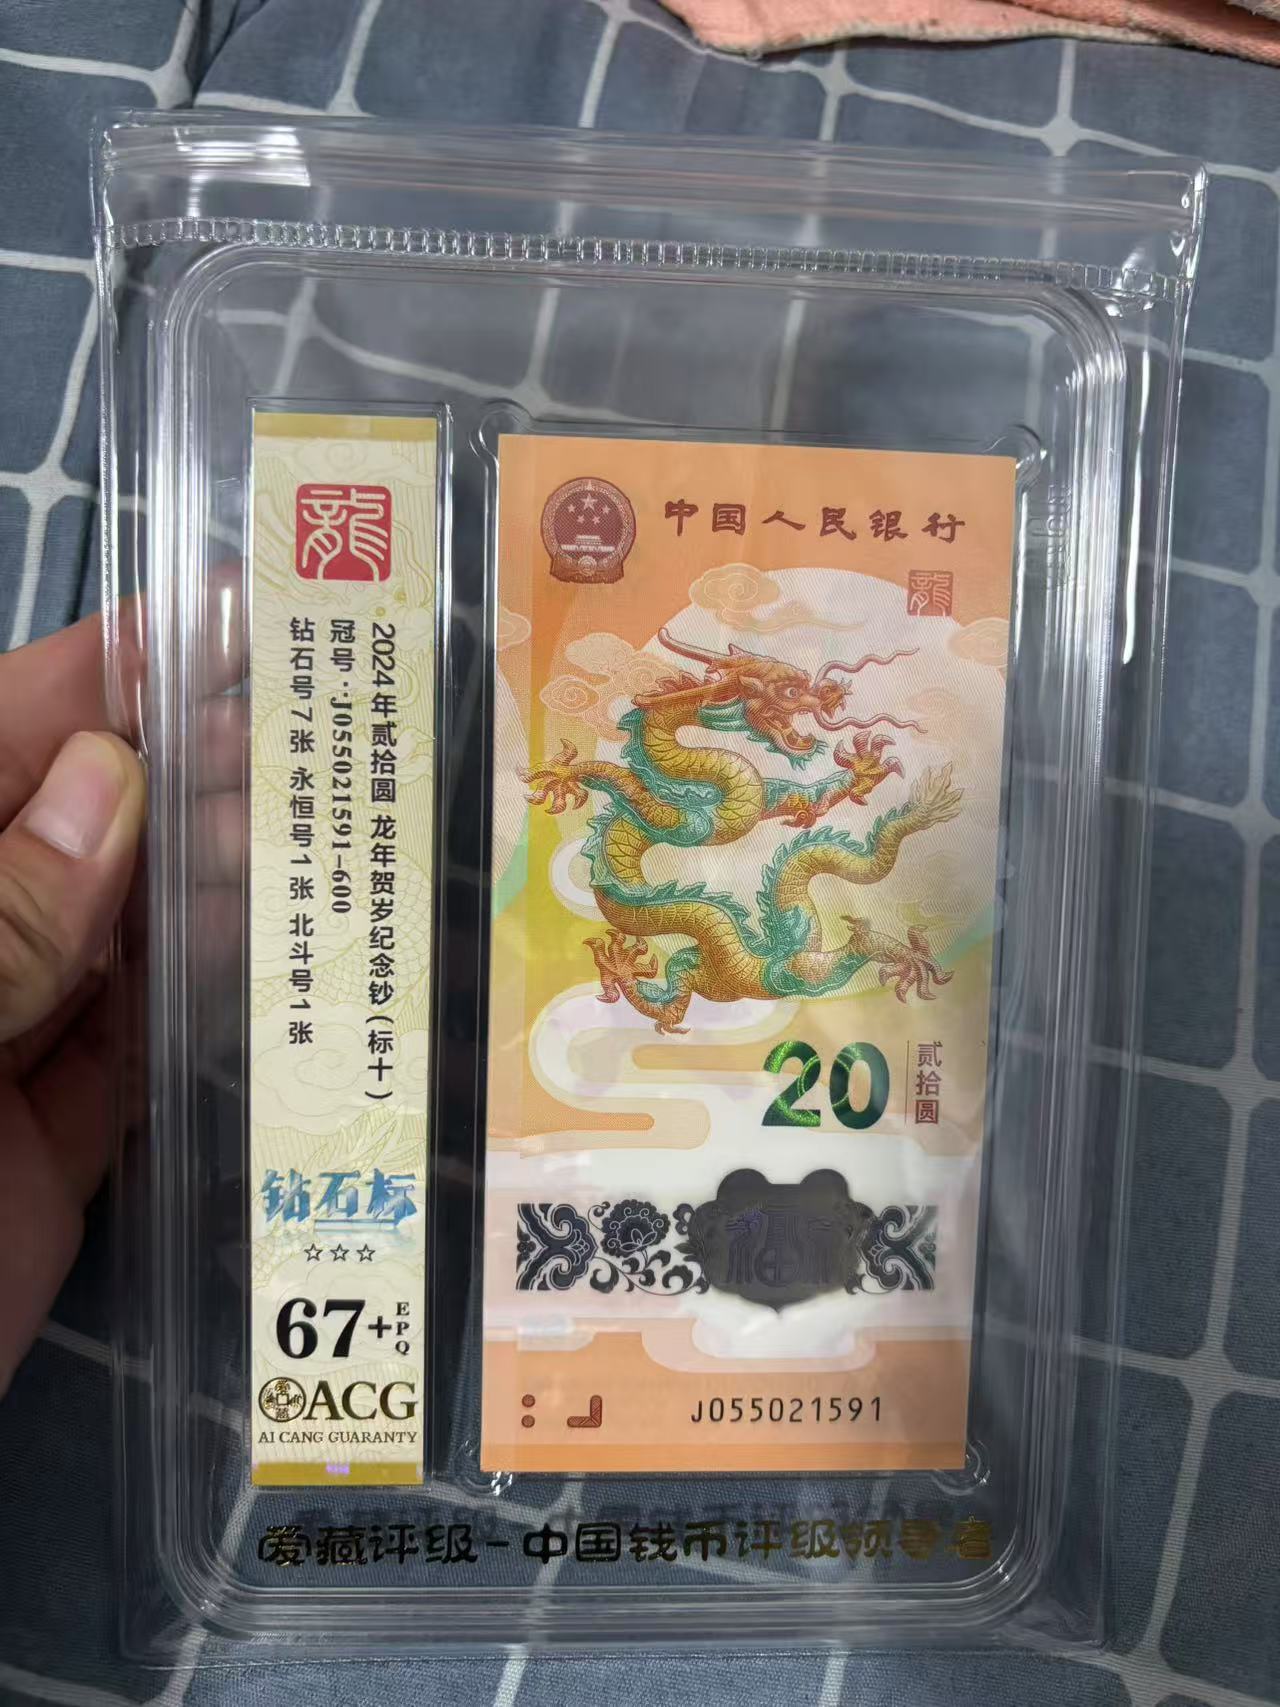 龍
2024年贰拾圆 龙年贺岁纪念钞(标十)
冠号:J055021591-600
钻石号7张 永恒号1张 北斗号1张
钻石标
☆☆☆
67+
EPQ
ACG
AI CANG GUARANTY
中国人民银行
龍
20
贰拾圆
福
J055021591
爱藏评级-中国钱币评级领导者